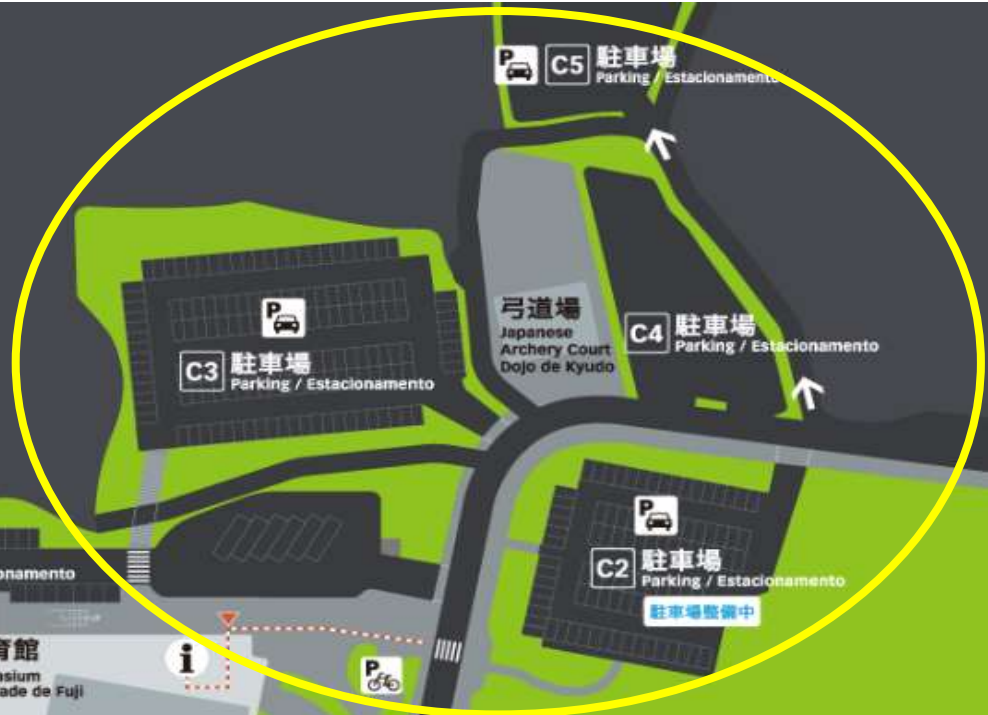 P
C5
駐車場
Parking / Estacionamento
弓道場
Japanese
Archery Court
Dojo de Kyudo
C4
駐車場
Parking / Estacionamento
P
C3
駐車場
Parking / Estacionamento
P
C2
駐車場
Parking / Estacionamento
駐車場整備中
onamento
育館
asium
ade de Fuji
i
P